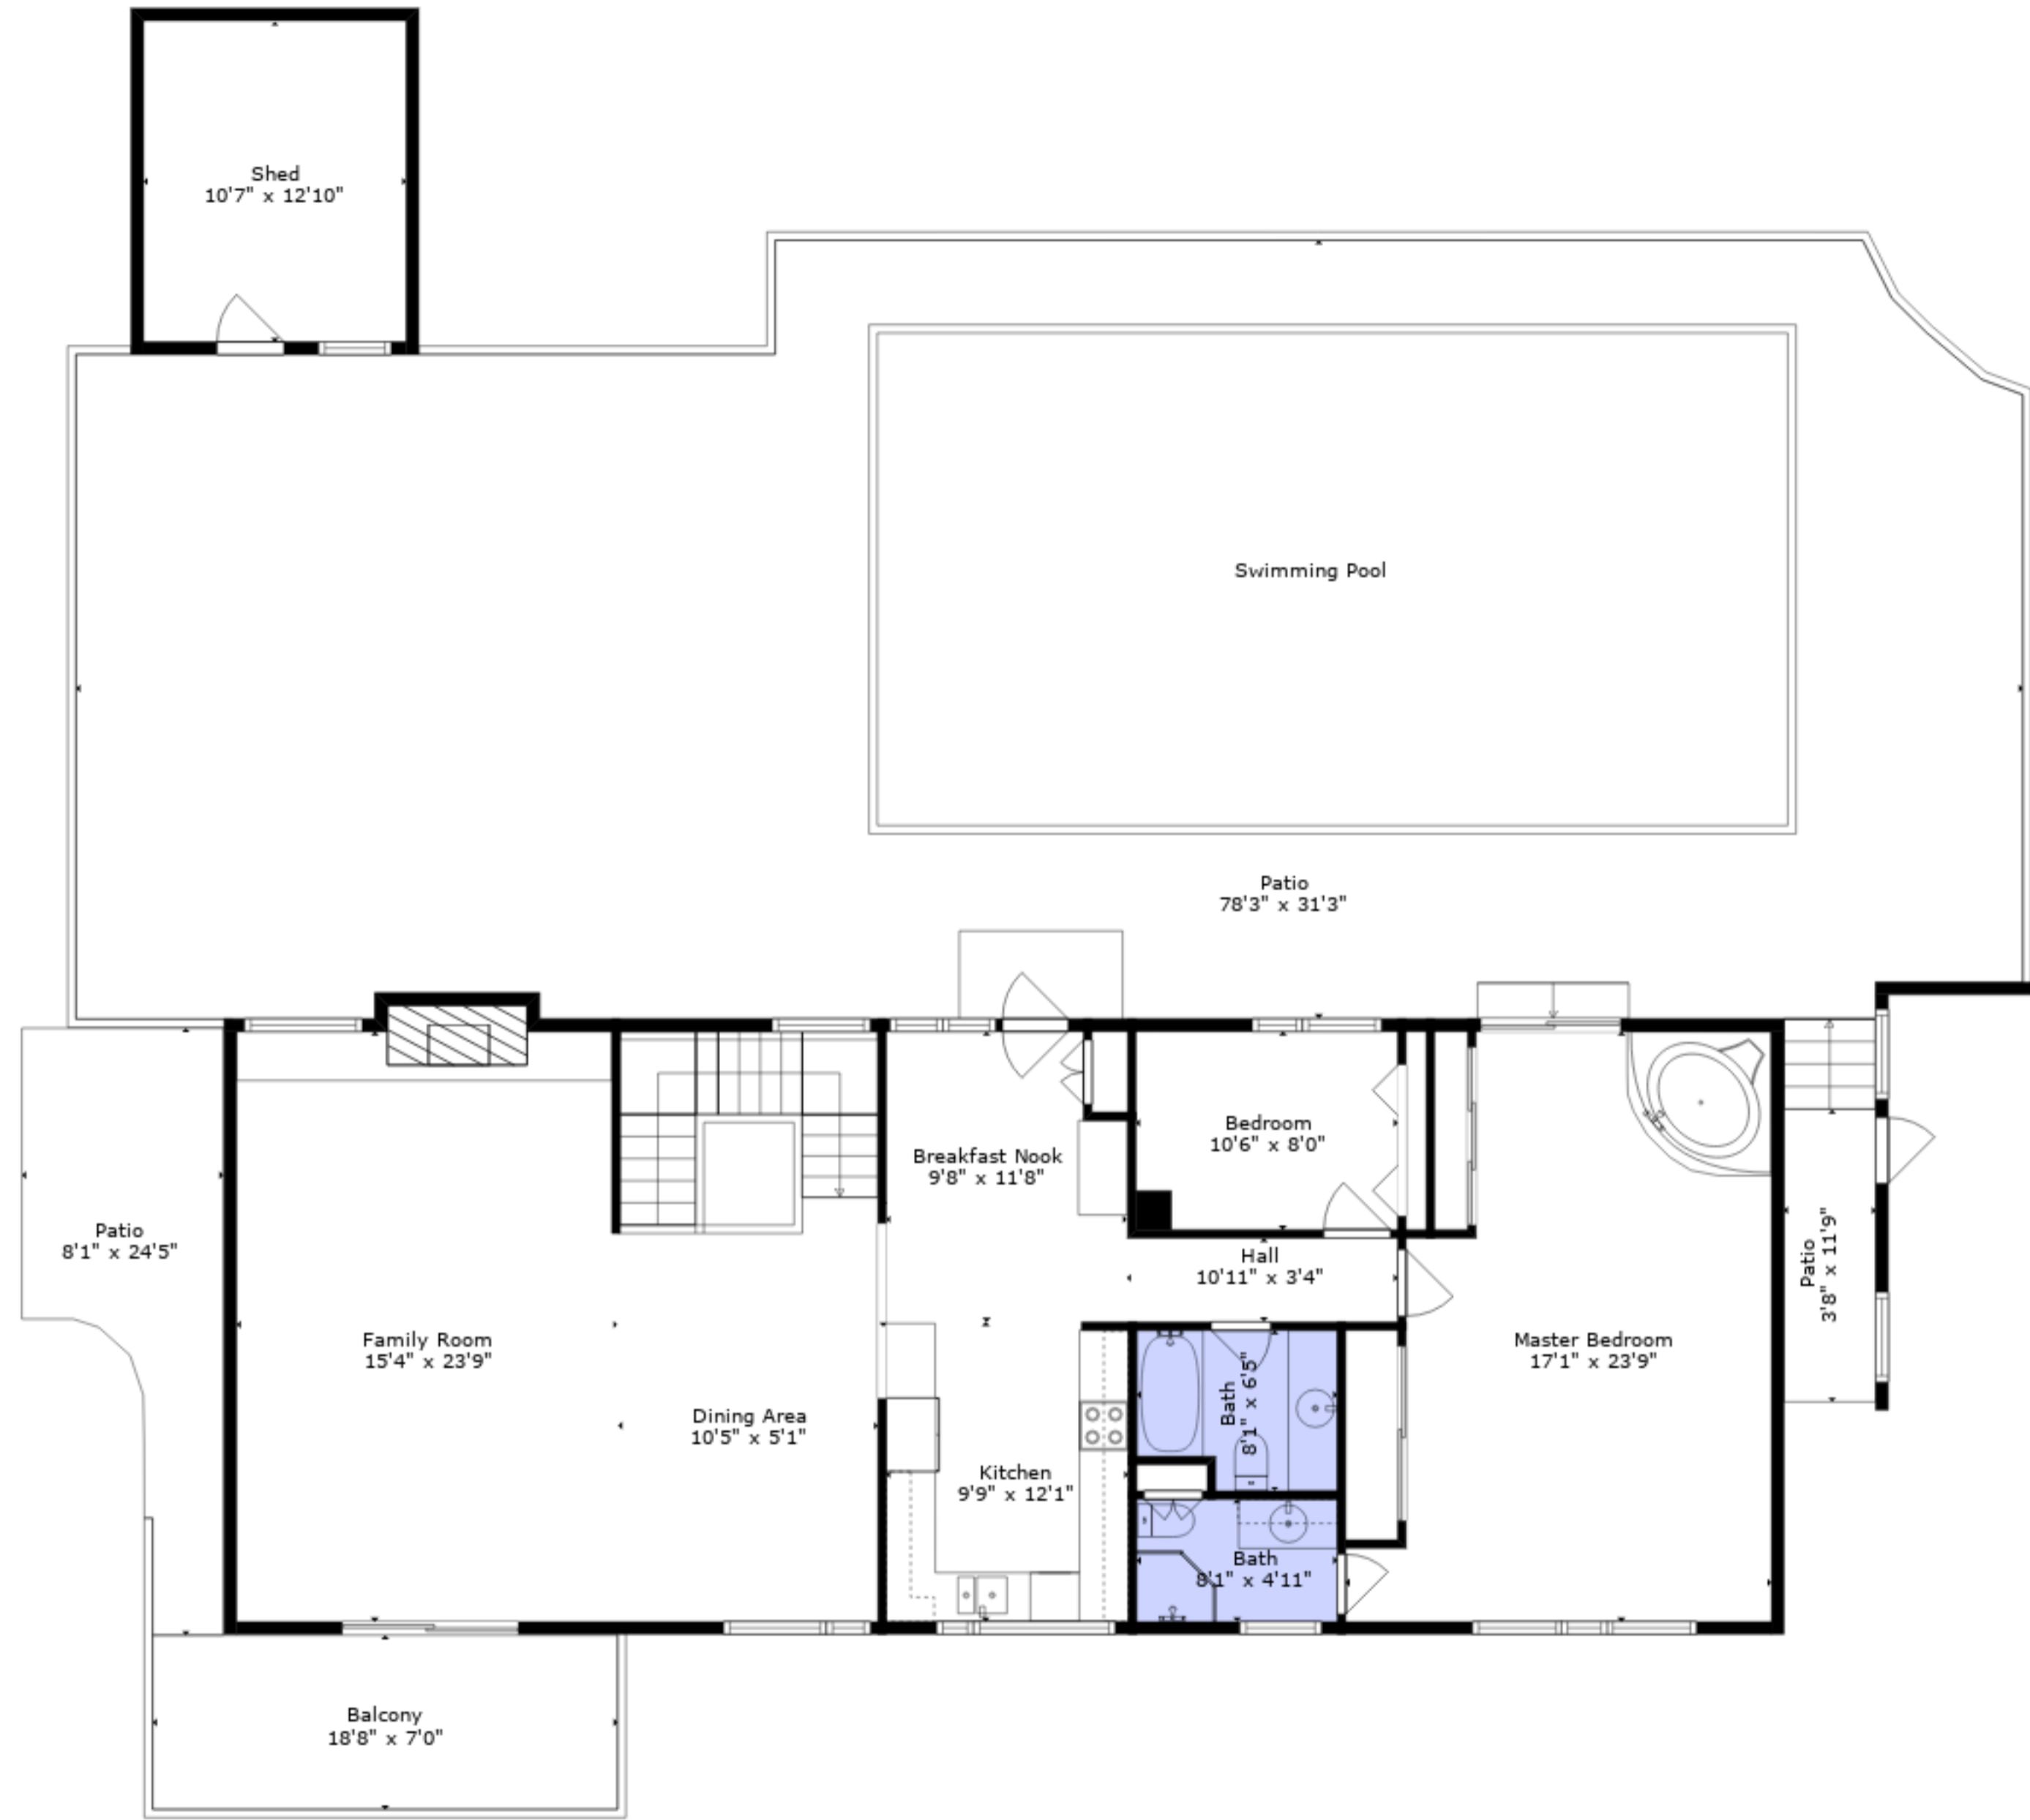 Shed
10'7" x 12'10"
Swimming Pool
Patio
78'3" x 31'3"
Bedroom
10'6" x 8'0"
Breakfast Nook
9'8" x 11'8"
Patio
8'1" x 24'5"
Hall
10'11" x 3'4"
Patio
3'8" x 11'9"
Family Room
15'4" x 23'9"
Master Bedroom
17'1" x 23'9"
Dining Area
10'5" x 5'1"
Bath
8'1" x 6'5"
Kitchen
9'9" x 12'1"
Bath
8'1" x 4'11"
Balcony
18'8" x 7'0"